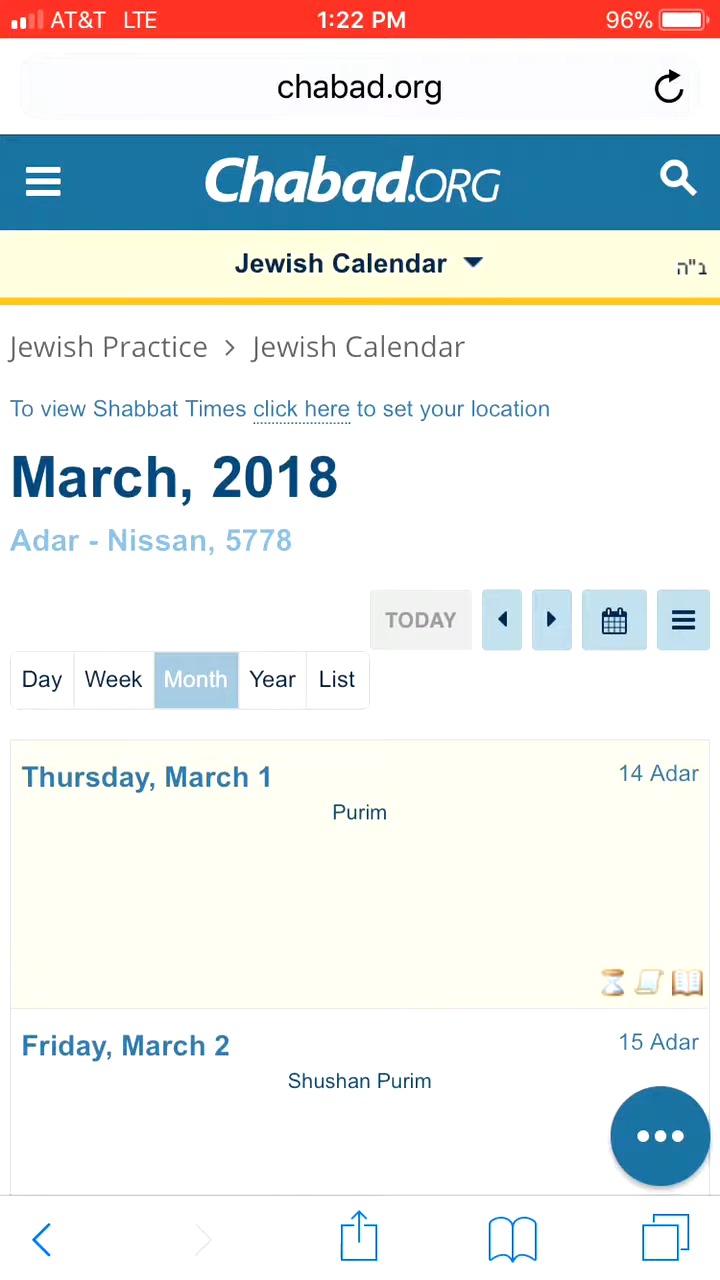 AT&T LTE 1:22 PM 96%
chabad.org
Chabad.ORG
Jewish Calendar
ב"ה
Jewish Practice > Jewish Calendar
To view Shabbat Times click here to set your location
March, 2018
Adar - Nissan, 5778
TODAY
Day Week Month Year List
Thursday, March 1 14 Adar
Purim
Friday, March 2 15 Adar
Shushan Purim